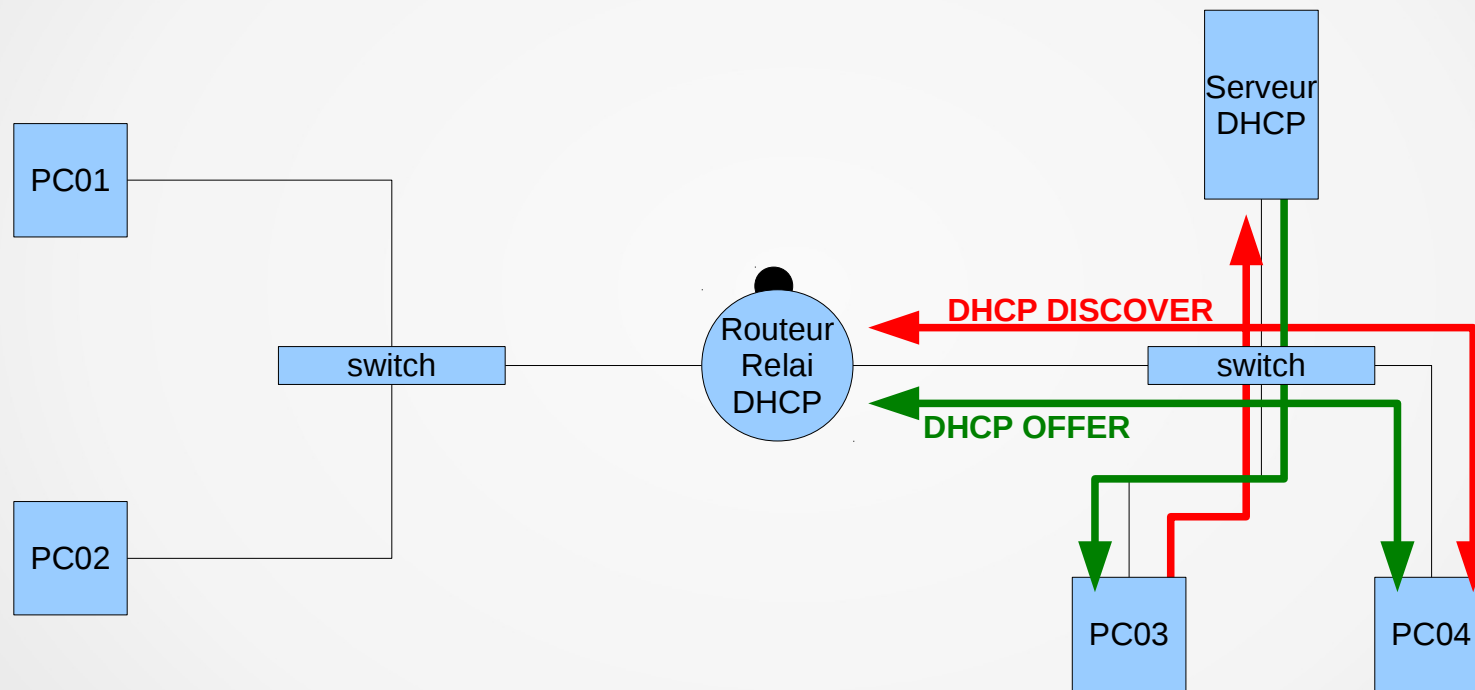 Serveur
DHCP
PC01
DHCP DISCOVER
Routeur
Relai
DHCP
switch
switch
DHCP OFFER
PC02
PC03
PC04